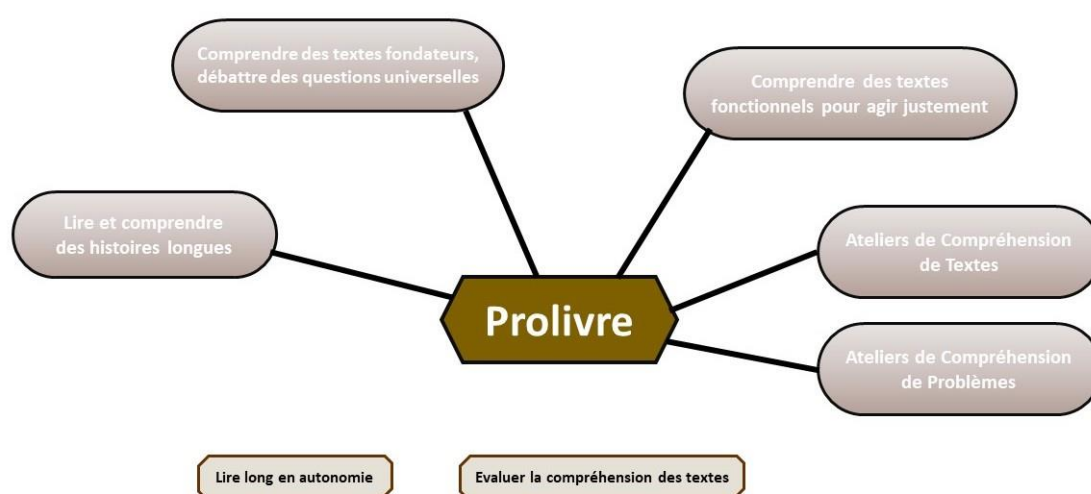 Comprendre des textes fondateurs,
débattre des questions universelles
Comprendre des textes
fonctionnels pour agir justement
Lire et comprendre
des histoires longues
Ateliers de Compréhension
de Textes
Prolivre
Ateliers de Compréhension
de Problèmes
Lire long en autonomie
Evaluer la compréhension des textes